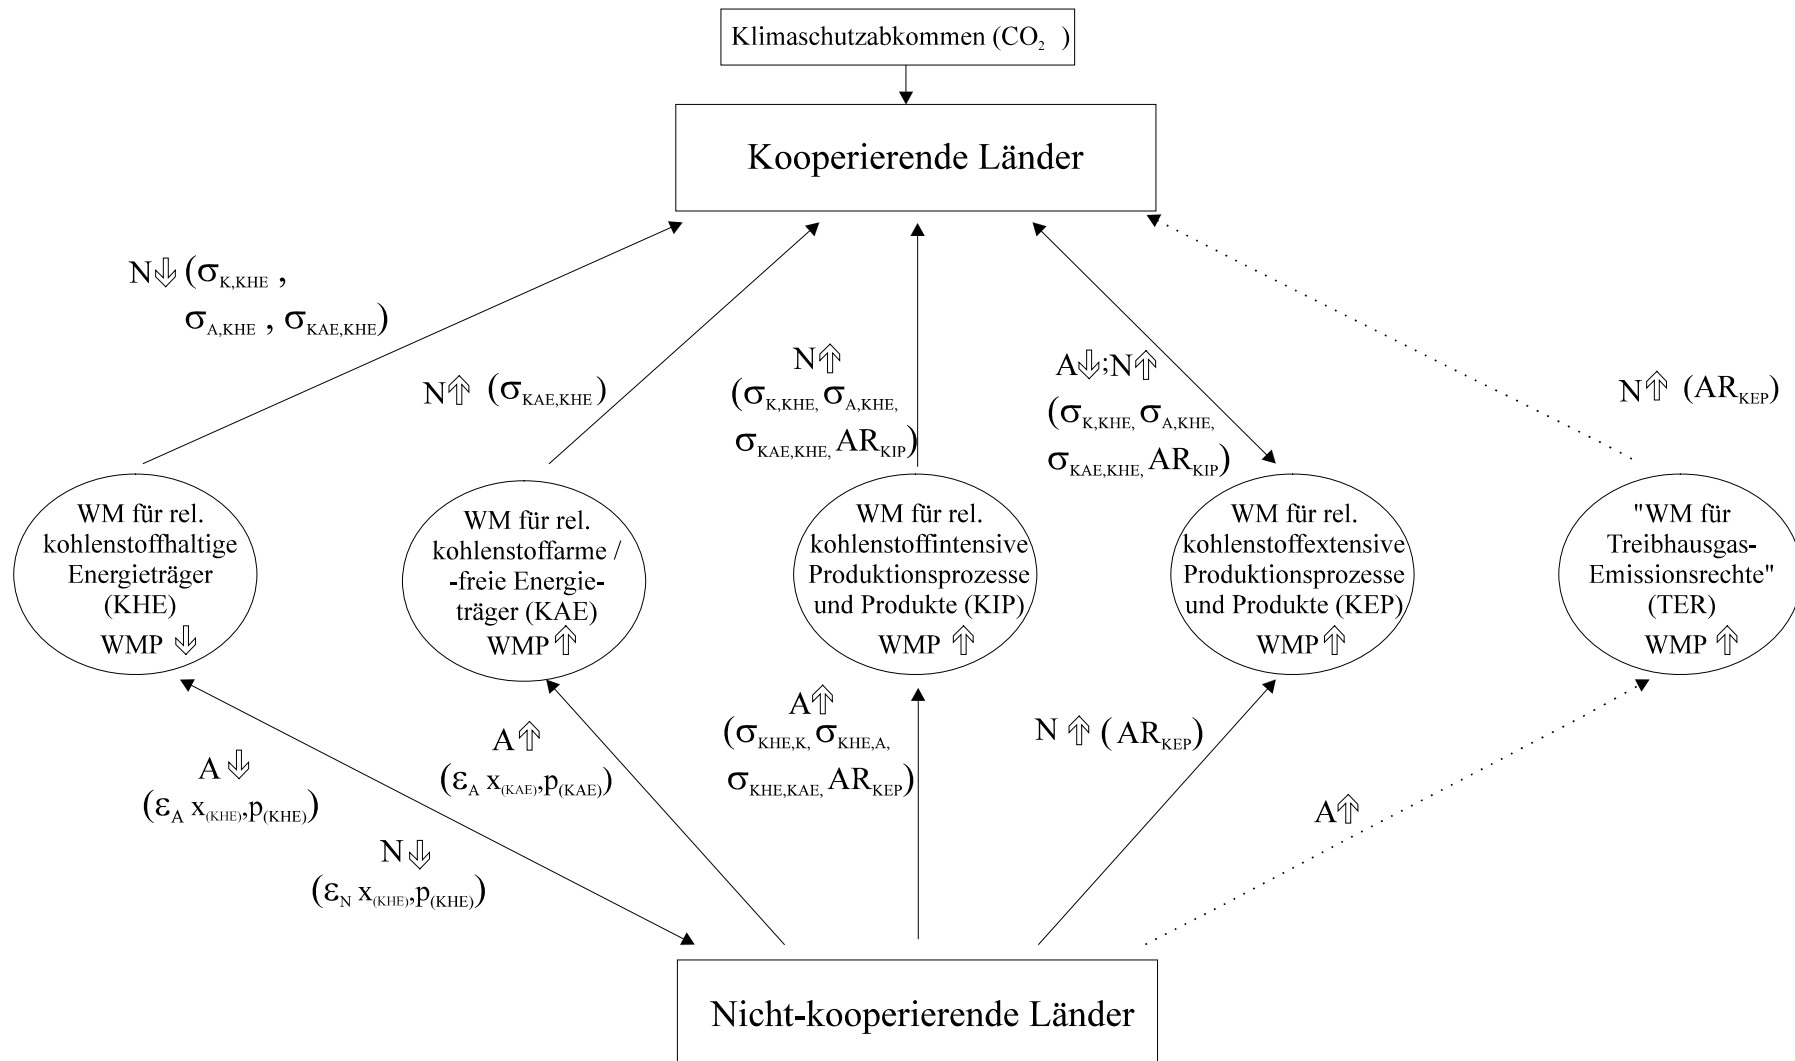 Klimaschutzabkommen (CO₂ )
Kooperierende Länder
N⇩ (σK,KHE ,
σA,KHE , σKAE,KHE)
N⇧ (σKAE,KHE)
N⇧
(σK,KHE, σA,KHE,
σKAE,KHE, ARKIP)
A⇩;N⇧
(σK,KHE, σA,KHE,
σKAE,KHE, ARKIP)
N⇧ (ARKEP)
WM für rel.
kohlenstoffhaltige
Energieträger
(KHE)
WMP ⇩
WM für rel.
kohlenstoffarme /
-freie Energie-
träger (KAE)
WMP ⇧
WM für rel.
kohlenstoffintensive
Produktionsprozesse
und Produkte (KIP)
WMP ⇧
WM für rel.
kohlenstoffextensive
Produktionsprozesse
und Produkte (KEP)
WMP ⇧
"WM für
Treibhausgas-
Emissionsrechte"
(TER)
WMP ⇧
A ⇩
(εA x(KHE),p(KHE))
N ⇩
(εN x(KHE),p(KHE))
A ⇧
(εA x(KAE),p(KAE))
A⇧
(σKHE,K, σKHE,A,
σKHE,KAE, ARKEP)
N ⇧ (ARKEP)
A⇧
Nicht-kooperierende Länder